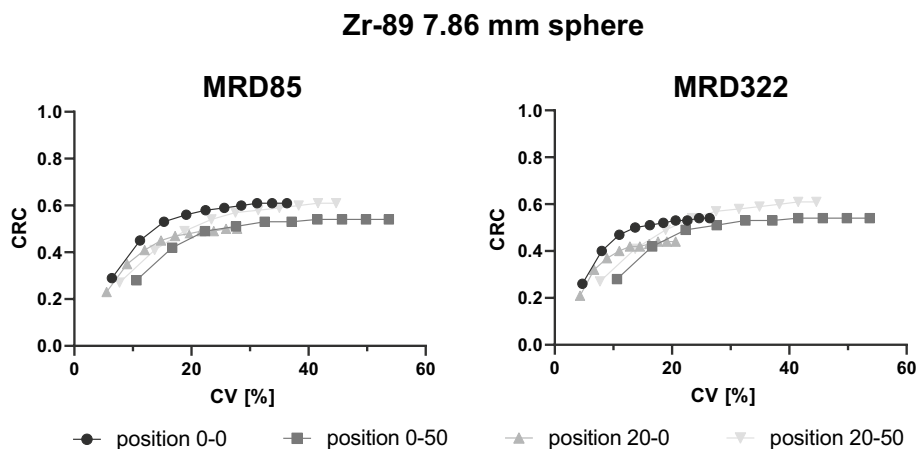 Zr-89 7.86 mm sphere
MRD85
MRD322
1.0
0.8
0.6
0.4
0.2
0.0
CRC
0
20
40
60
CV [%]
1.0
0.8
0.6
0.4
0.2
0.0
CRC
0
20
40
60
CV [%]
position 0-0
position 0-50
position 20-0
position 20-50